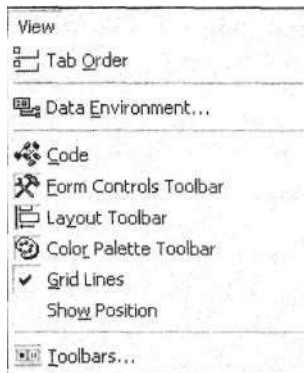 View
Tab Order
Data Environment...
Code
Form Controls Toolbar
Layout Toolbar
Color Palette Toolbar
Grid Lines
Show Position
Toolbars...